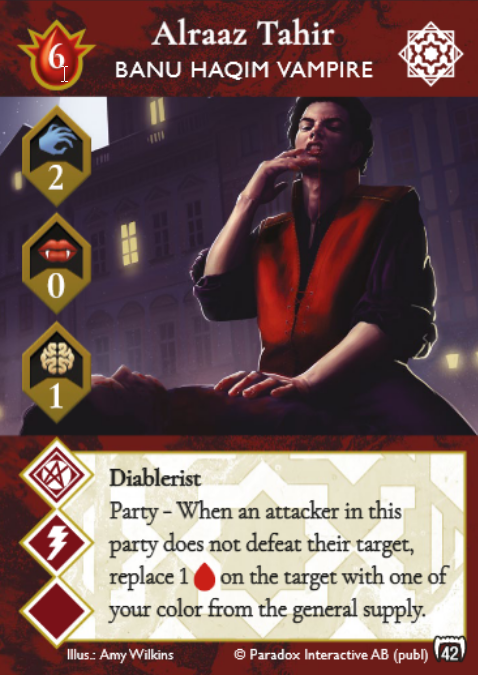 6
Alraaz Tahir
BANU HAQIM VAMPIRE
2
0
1
Diablerist
Party – When an attacker in this
party does not defeat their target,
replace 1 on the target with one of
your color from the general supply.
Illus.: Amy Wilkins © Paradox Interactive AB (publ) 42